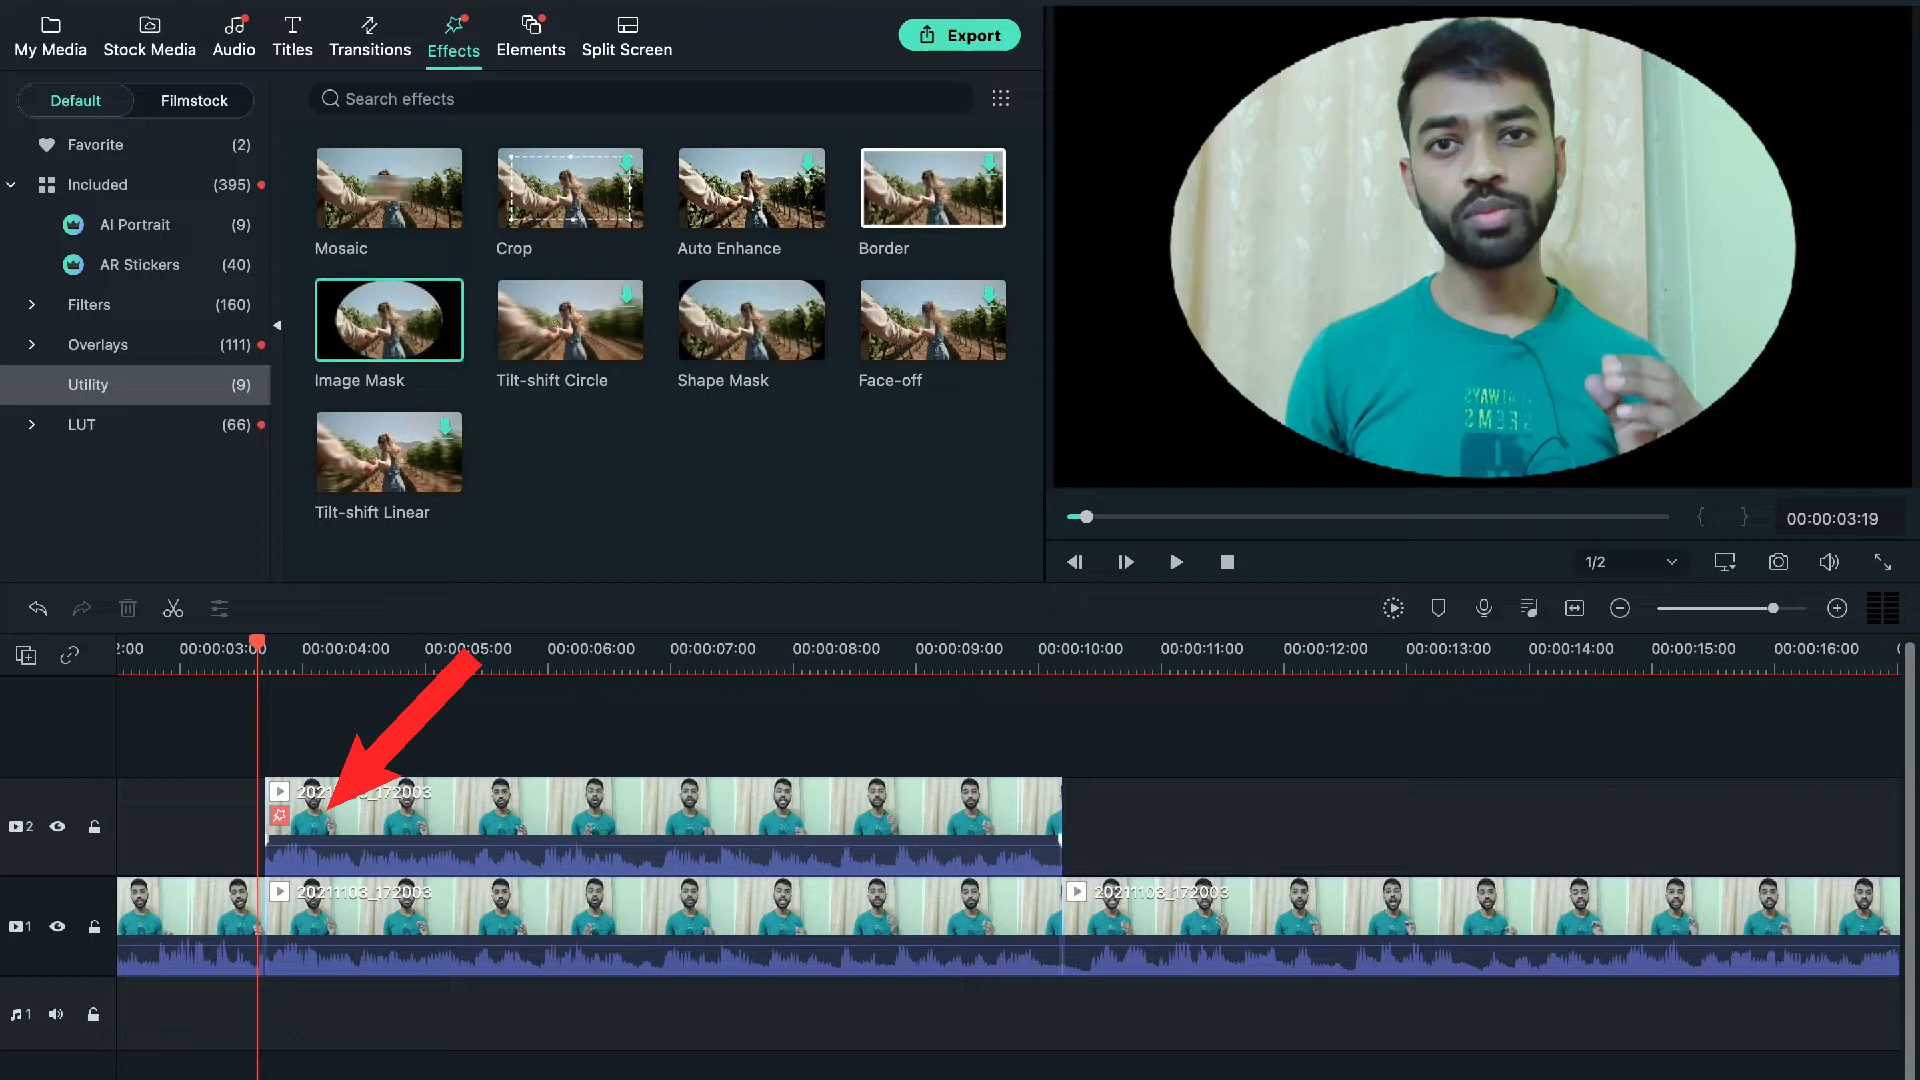 My Media
Stock Media
Audio
Titles
Transitions
Effects
Elements
Split Screen
Export
Default
Filmstock
Search effects
Favorite (2)
Included (395)
AI Portrait (9)
AR Stickers (40)
Filters (160)
Overlays (111)
Utility (9)
LUT (66)
Mosaic
Crop
Auto Enhance
Border
Image Mask
Tilt-shift Circle
Shape Mask
Face-off
Tilt-shift Linear
{ }
00:00:03:19
1/2
2:00
00:00:03:00
00:00:04:00
00:00:05:00
00:00:06:00
00:00:07:00
00:00:08:00
00:00:09:00
00:00:10:00
00:00:11:00
00:00:12:00
00:00:13:00
00:00:14:00
00:00:15:00
00:00:16:00
2
1
20211103_172003
20211103_172003
1